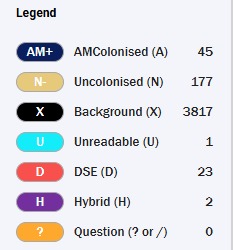 Legend
AM+ AMColonised (A) 45
N- Uncolonised (N) 177
X Background (X) 3817
U Unreadable (U) 1
D DSE (D) 23
H Hybrid (H) 2
? Question (? or /) 0